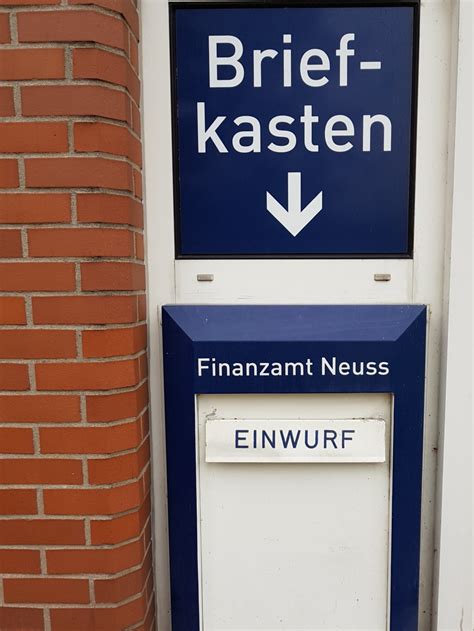 Brief-
kasten
Finanzamt Neuss
EINWURF